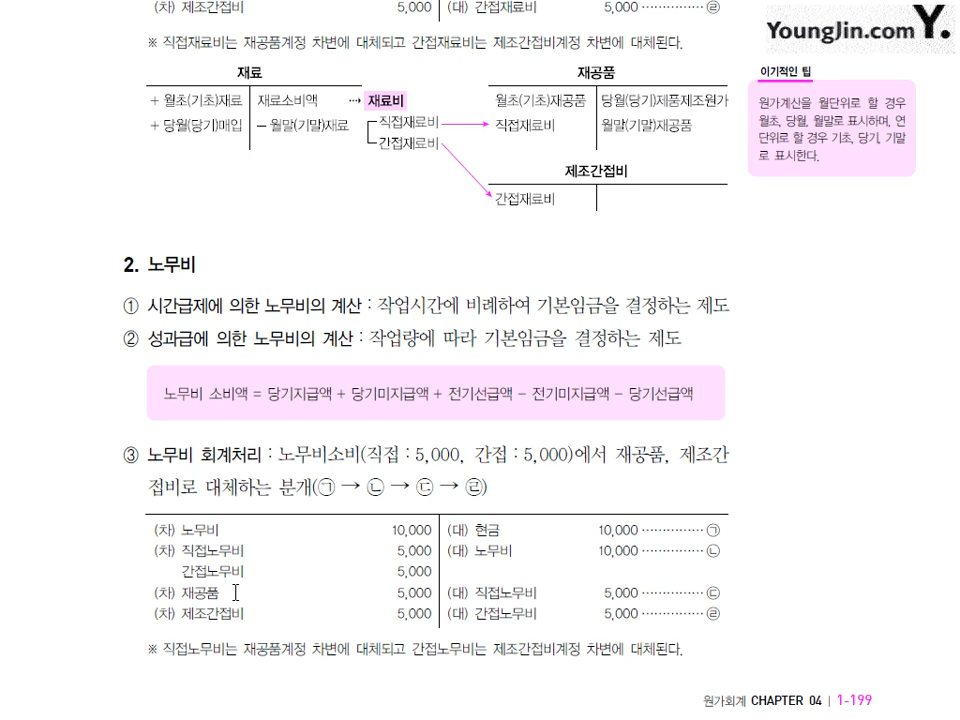 (차) 제조간접비 5,000 (대) 간접재료비 5,000 ··············· ㉣
YoungJin.com Y.
※ 직접재료비는 재공품계정 차변에 대체되고 간접재료비는 제조간접비계정 차변에 대체된다.
재료 재공품
이기적인 팁
+ 월초(기초)재료 재료소비액 ⇢ 재료비 월초(기초)재공품 당월(당기)제품제조원가
+ 당월(당기)매입 − 월말(기말)재료 직접재료비 → 직접재료비 월말(기말)재공품
간접재료비
원가계산을 월단위로 할 경우
월초, 당월, 월말로 표시하며, 연
단위로 할 경우 기초, 당기, 기말
로 표시한다.
제조간접비
간접재료비
2. 노무비
① 시간급제에 의한 노무비의 계산 : 작업시간에 비례하여 기본임금을 결정하는 제도
② 성과급에 의한 노무비의 계산 : 작업량에 따라 기본임금을 결정하는 제도
노무비 소비액 = 당기지급액 + 당기미지급액 + 전기선급액 − 전기미지급액 − 당기선급액
③ 노무비 회계처리 : 노무비소비(직접 : 5,000, 간접 : 5,000)에서 재공품, 제조간
접비로 대체하는 분개(㉠ → ㉡ → ㉢ → ㉣)
(차) 노무비 10,000 (대) 현금 10,000 ··············· ㉠
(차) 직접노무비 5,000 (대) 노무비 10,000 ··············· ㉡
간접노무비 5,000
(차) 재공품 5,000 (대) 직접노무비 5,000 ··············· ㉢
(차) 제조간접비 5,000 (대) 간접노무비 5,000 ··············· ㉣
※ 직접노무비는 재공품계정 차변에 대체되고 간접노무비는 제조간접비계정 차변에 대체된다.
원가회계 CHAPTER 04 | 1-199